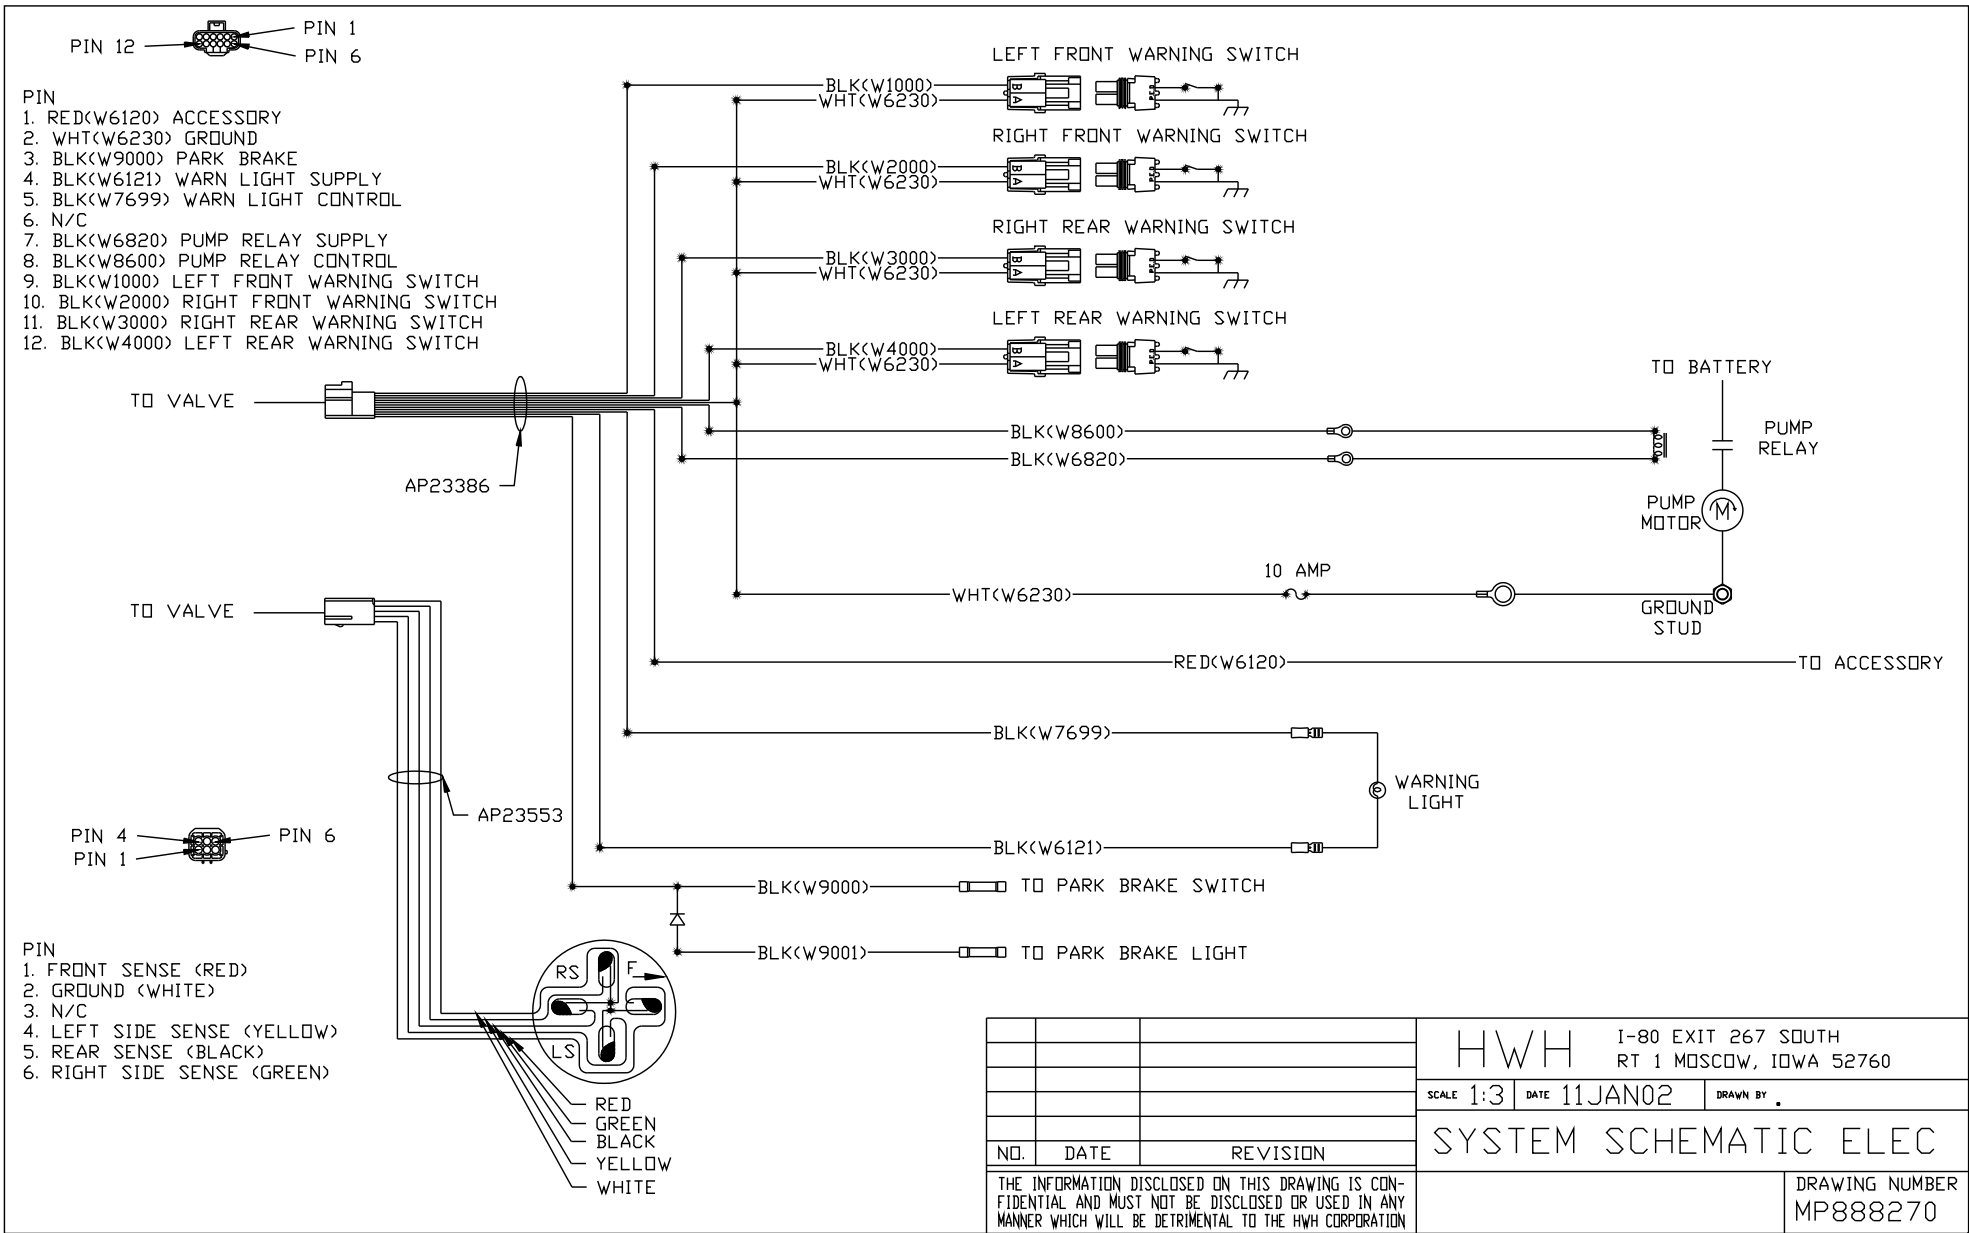 PIN 1
PIN 12
PIN 6
PIN
1. RED(W6120) ACCESSORY
2. WHT(W6230) GROUND
3. BLK(W9000) PARK BRAKE
4. BLK(W6121) WARN LIGHT SUPPLY
5. BLK(W7699) WARN LIGHT CONTROL
6. N/C
7. BLK(W6820) PUMP RELAY SUPPLY
8. BLK(W8600) PUMP RELAY CONTROL
9. BLK(W1000) LEFT FRONT WARNING SWITCH
10. BLK(W2000) RIGHT FRONT WARNING SWITCH
11. BLK(W3000) RIGHT REAR WARNING SWITCH
12. BLK(W4000) LEFT REAR WARNING SWITCH
LEFT FRONT WARNING SWITCH
BLK(W1000)
WHT(W6230)
B
A
RIGHT FRONT WARNING SWITCH
BLK(W2000)
WHT(W6230)
B
A
RIGHT REAR WARNING SWITCH
BLK(W3000)
WHT(W6230)
B
A
LEFT REAR WARNING SWITCH
BLK(W4000)
WHT(W6230)
B
A
TO VALVE
AP23386
TO BATTERY
BLK(W8600)
BLK(W6820)
PUMP
RELAY
PUMP
MOTOR
M
10 AMP
WHT(W6230)
GROUND
STUD
RED(W6120)
TO ACCESSORY
TO VALVE
AP23553
BLK(W7699)
WARNING
LIGHT
BLK(W6121)
BLK(W9000)
TO PARK BRAKE SWITCH
BLK(W9001)
TO PARK BRAKE LIGHT
PIN 4
PIN 6
PIN 1
PIN
1. FRONT SENSE (RED)
2. GROUND (WHITE)
3. N/C
4. LEFT SIDE SENSE (YELLOW)
5. REAR SENSE (BLACK)
6. RIGHT SIDE SENSE (GREEN)
RS
F
LS
RED
GREEN
BLACK
YELLOW
WHITE
NO. DATE REVISION
THE INFORMATION DISCLOSED ON THIS DRAWING IS CON-
FIDENTIAL AND MUST NOT BE DISCLOSED OR USED IN ANY
MANNER WHICH WILL BE DETRIMENTAL TO THE HWH CORPORATION
HWH
I-80 EXIT 267 SOUTH
RT 1 MOSCOW, IOWA 52760
SCALE 1:3 DATE 11JAN02 DRAWN BY .
SYSTEM SCHEMATIC ELEC
DRAWING NUMBER
MP888270